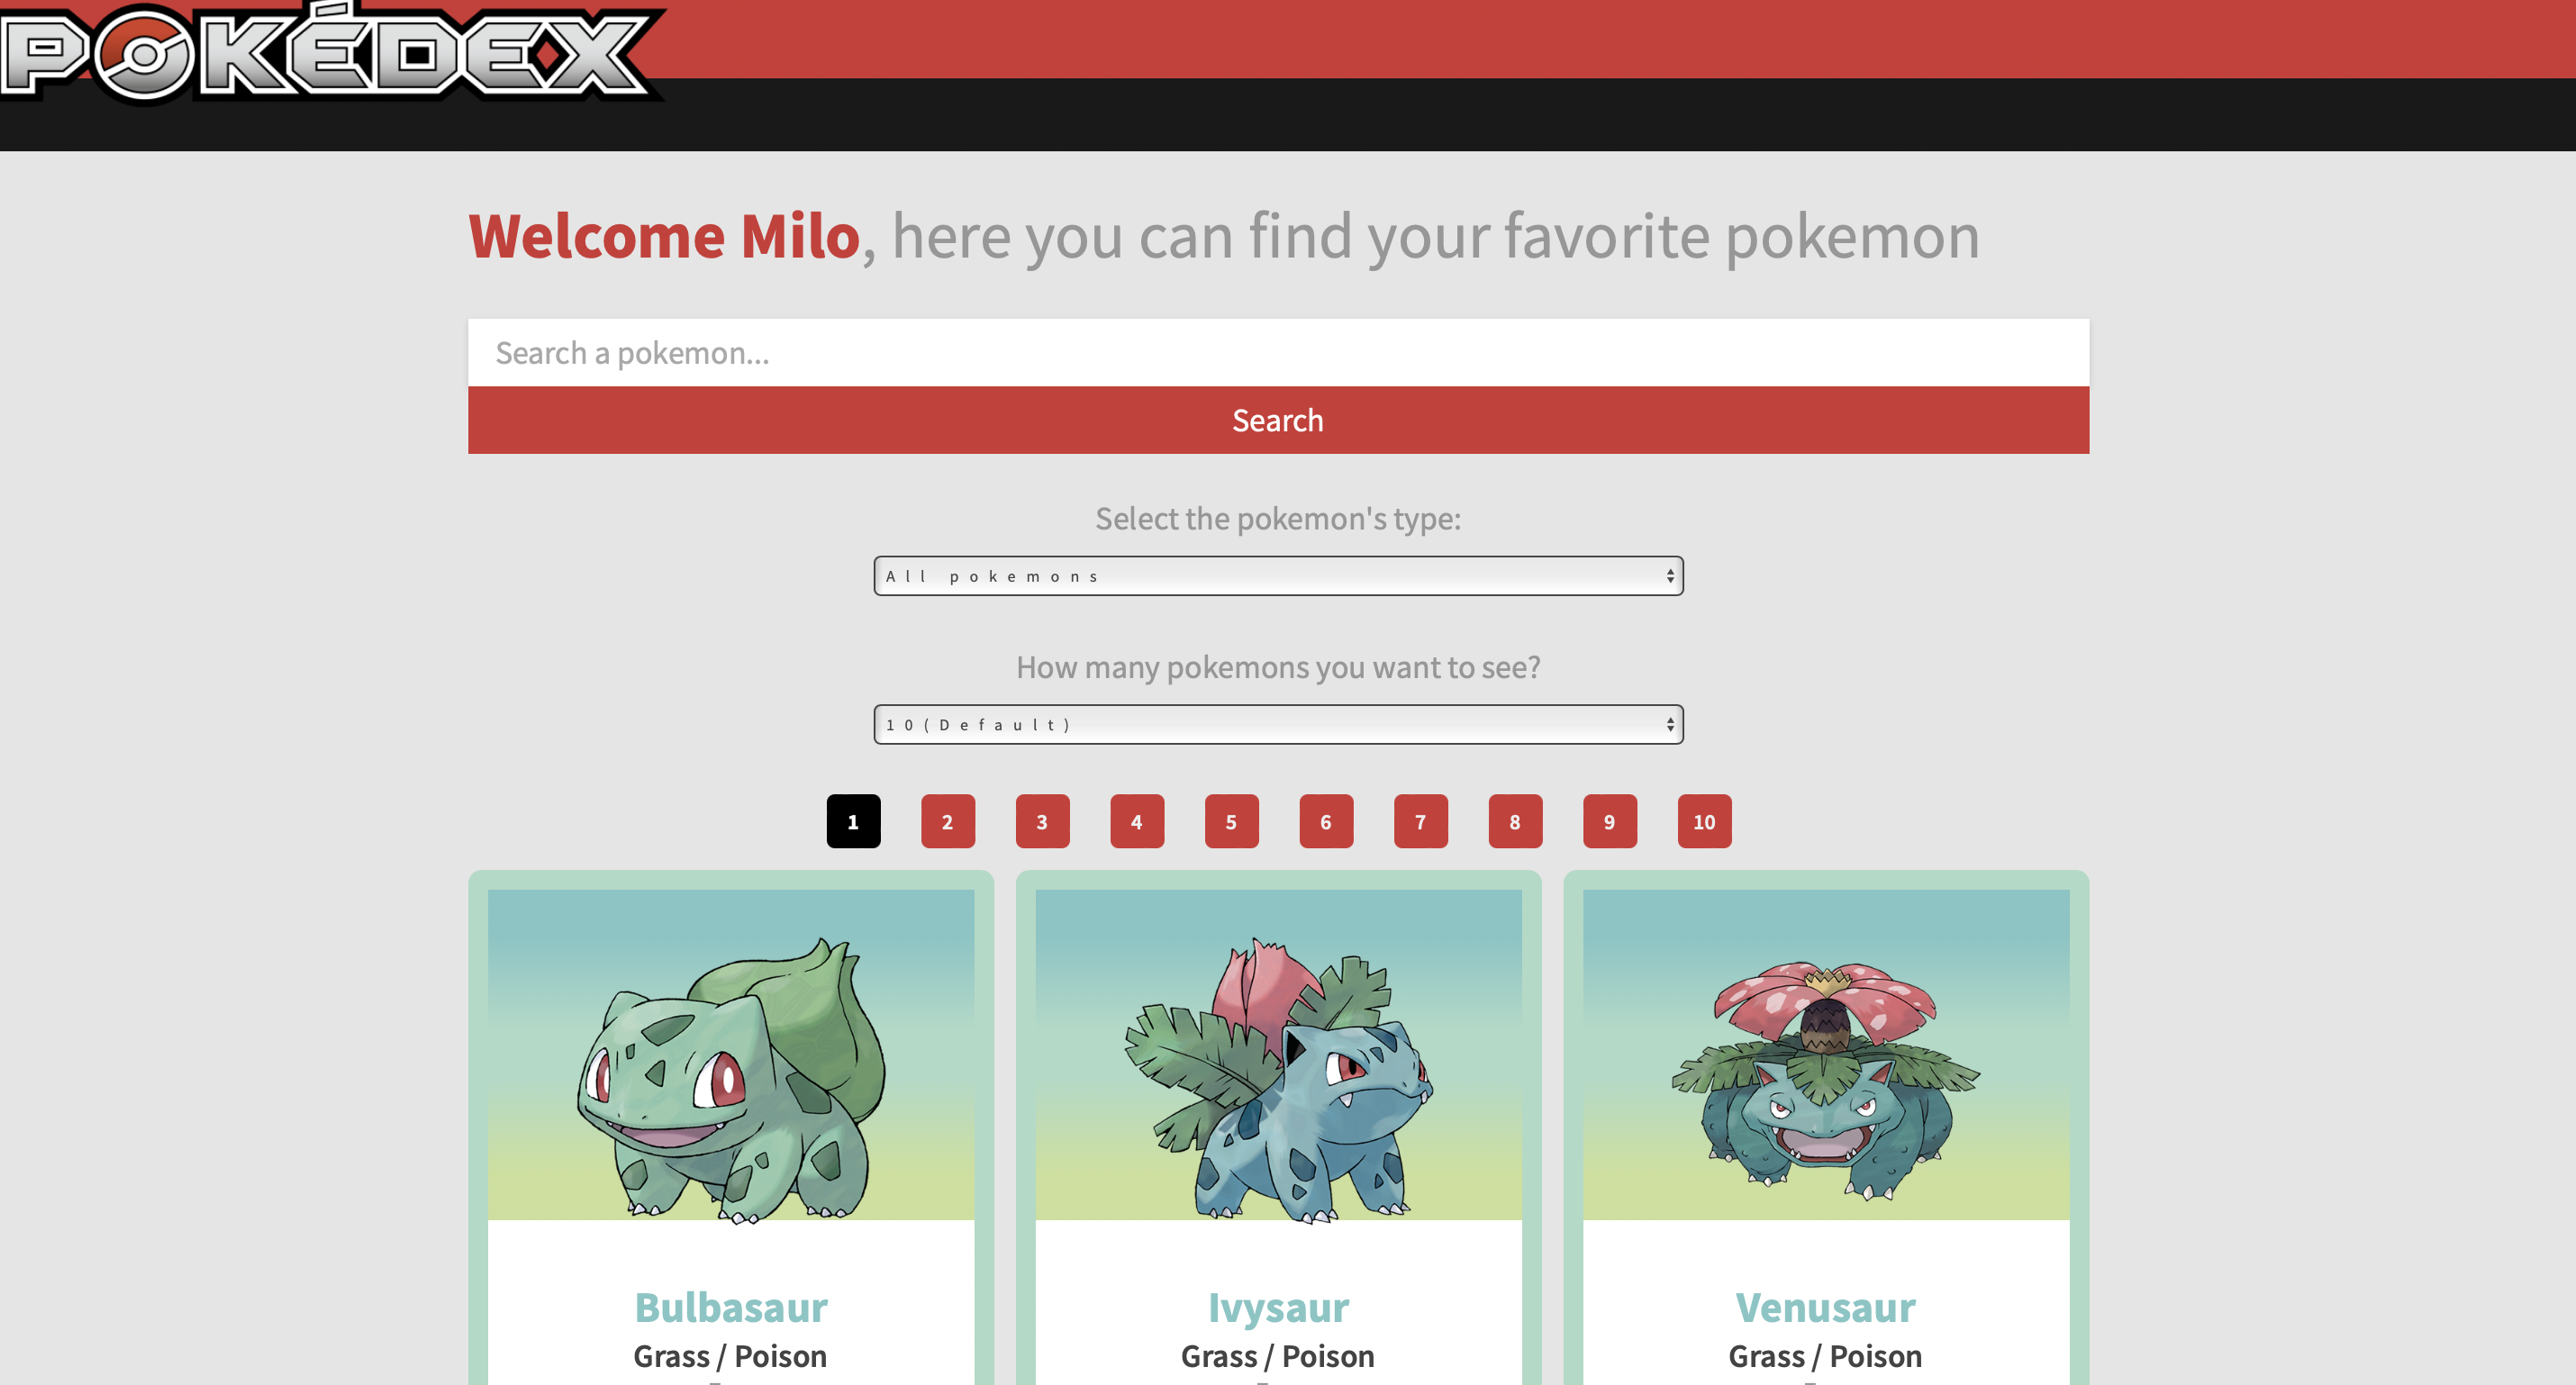 POKÉDEX
Welcome Milo, here you can find your favorite pokemon
Search a pokemon...
Search
Select the pokemon's type:
All pokemons
How many pokemons you want to see?
10(Default)
1 2 3 4 5 6 7 8 9 10
Bulbasaur Ivysaur Venusaur
Grass / Poison Grass / Poison Grass / Poison